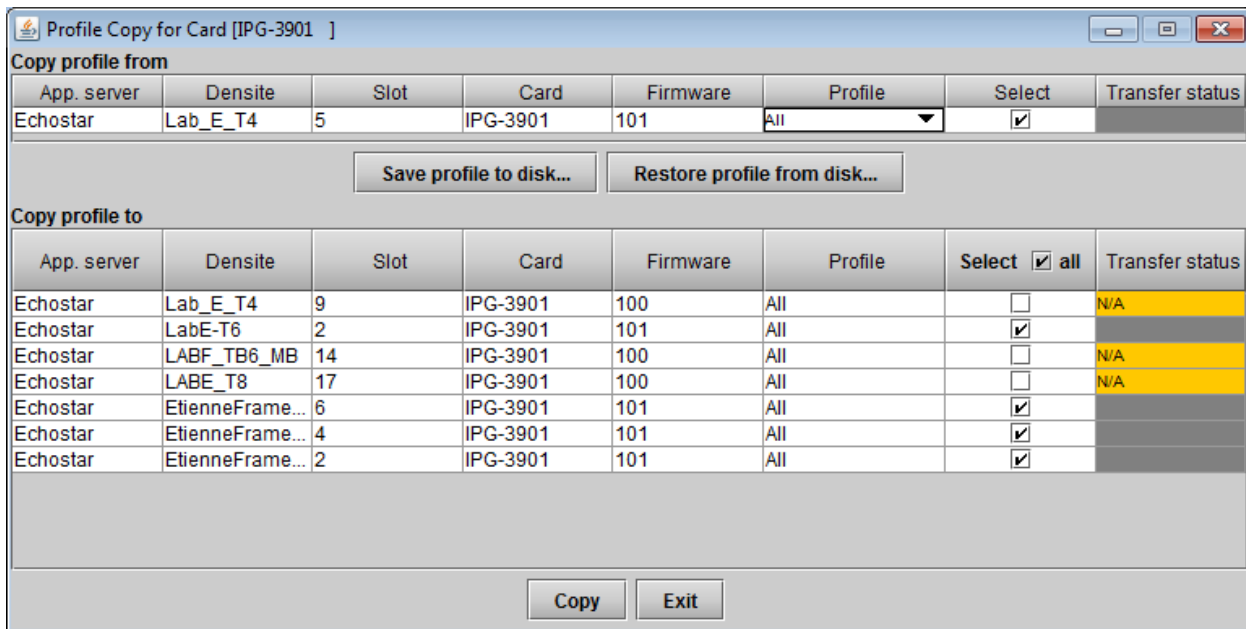 Profile Copy for Card [IPG-3901 ]
Copy profile from
App. server Densite Slot Card Firmware Profile Select Transfer status
Echostar Lab_E_T4 5 IPG-3901 101 All
Save profile to disk... Restore profile from disk...
Copy profile to
App. server Densite Slot Card Firmware Profile Select all Transfer status
Echostar Lab_E_T4 9 IPG-3901 100 All N/A
Echostar LabE-T6 2 IPG-3901 101 All
Echostar LABF_TB6_MB 14 IPG-3901 100 All N/A
Echostar LABE_T8 17 IPG-3901 100 All N/A
Echostar EtienneFrame... 6 IPG-3901 101 All
Echostar EtienneFrame... 4 IPG-3901 101 All
Echostar EtienneFrame... 2 IPG-3901 101 All
Copy Exit